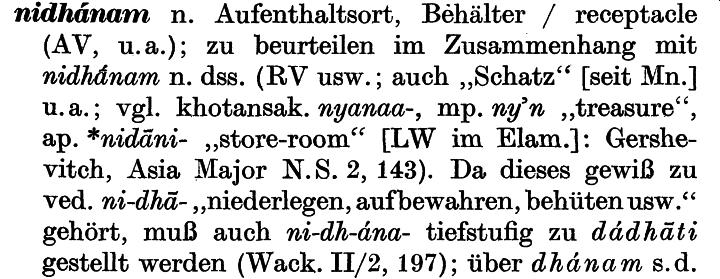 nidhánam n. Aufenthaltsort, Behälter / receptacle
(AV, u.a.); zu beurteilen im Zusammenhang mit
nidhā́nam n. dss. (RV usw.; auch „Schatz“ [seit Mn.]
u.a.; vgl. khotansak. nyanaa-, mp. ny’n „treasure“,
ap. *nidāni- „store-room“ [LW im Elam.]: Gershe-
vitch, Asia Major N.S. 2, 143). Da dieses gewiß zu
ved. ni-dhā- „niederlegen, aufbewahren, behüten usw.“
gehört, muß auch ni-dh-ána- tiefstufig zu dádhāti
gestellt werden (Wack. II/2, 197); über dhánam s.d.